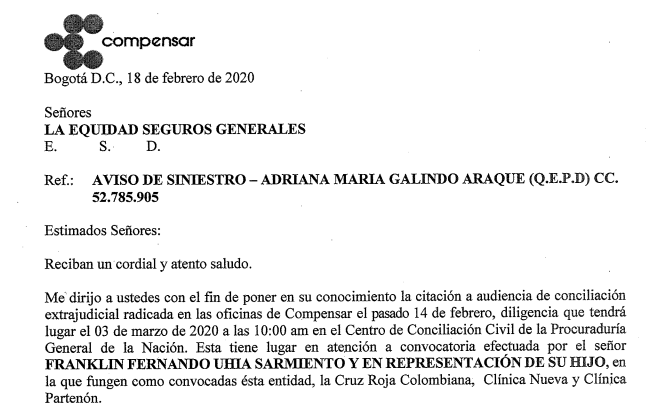 compensar
Bogotá D.C., 18 de febrero de 2020
Señores
LA EQUIDAD SEGUROS GENERALES
E. S. D.
Ref.: AVISO DE SINIESTRO – ADRIANA MARIA GALINDO ARAQUE (Q.E.P.D) CC.
52.785.905
Estimados Señores:
Reciban un cordial y atento saludo.
Me dirijo a ustedes con el fin de poner en su conocimiento la citación a audiencia de conciliación
extrajudicial radicada en las oficinas de Compensar el pasado 14 de febrero, diligencia que tendrá
lugar el 03 de marzo de 2020 a las 10:00 am en el Centro de Conciliación Civil de la Procuraduría
General de la Nación. Esta tiene lugar en atención a convocatoria efectuada por el señor
FRANKLIN FERNANDO UHIA SARMIENTO Y EN REPRESENTACIÓN DE SU HIJO, en
la que fungen como convocadas ésta entidad, la Cruz Roja Colombiana, Clínica Nueva y Clínica
Partenón.